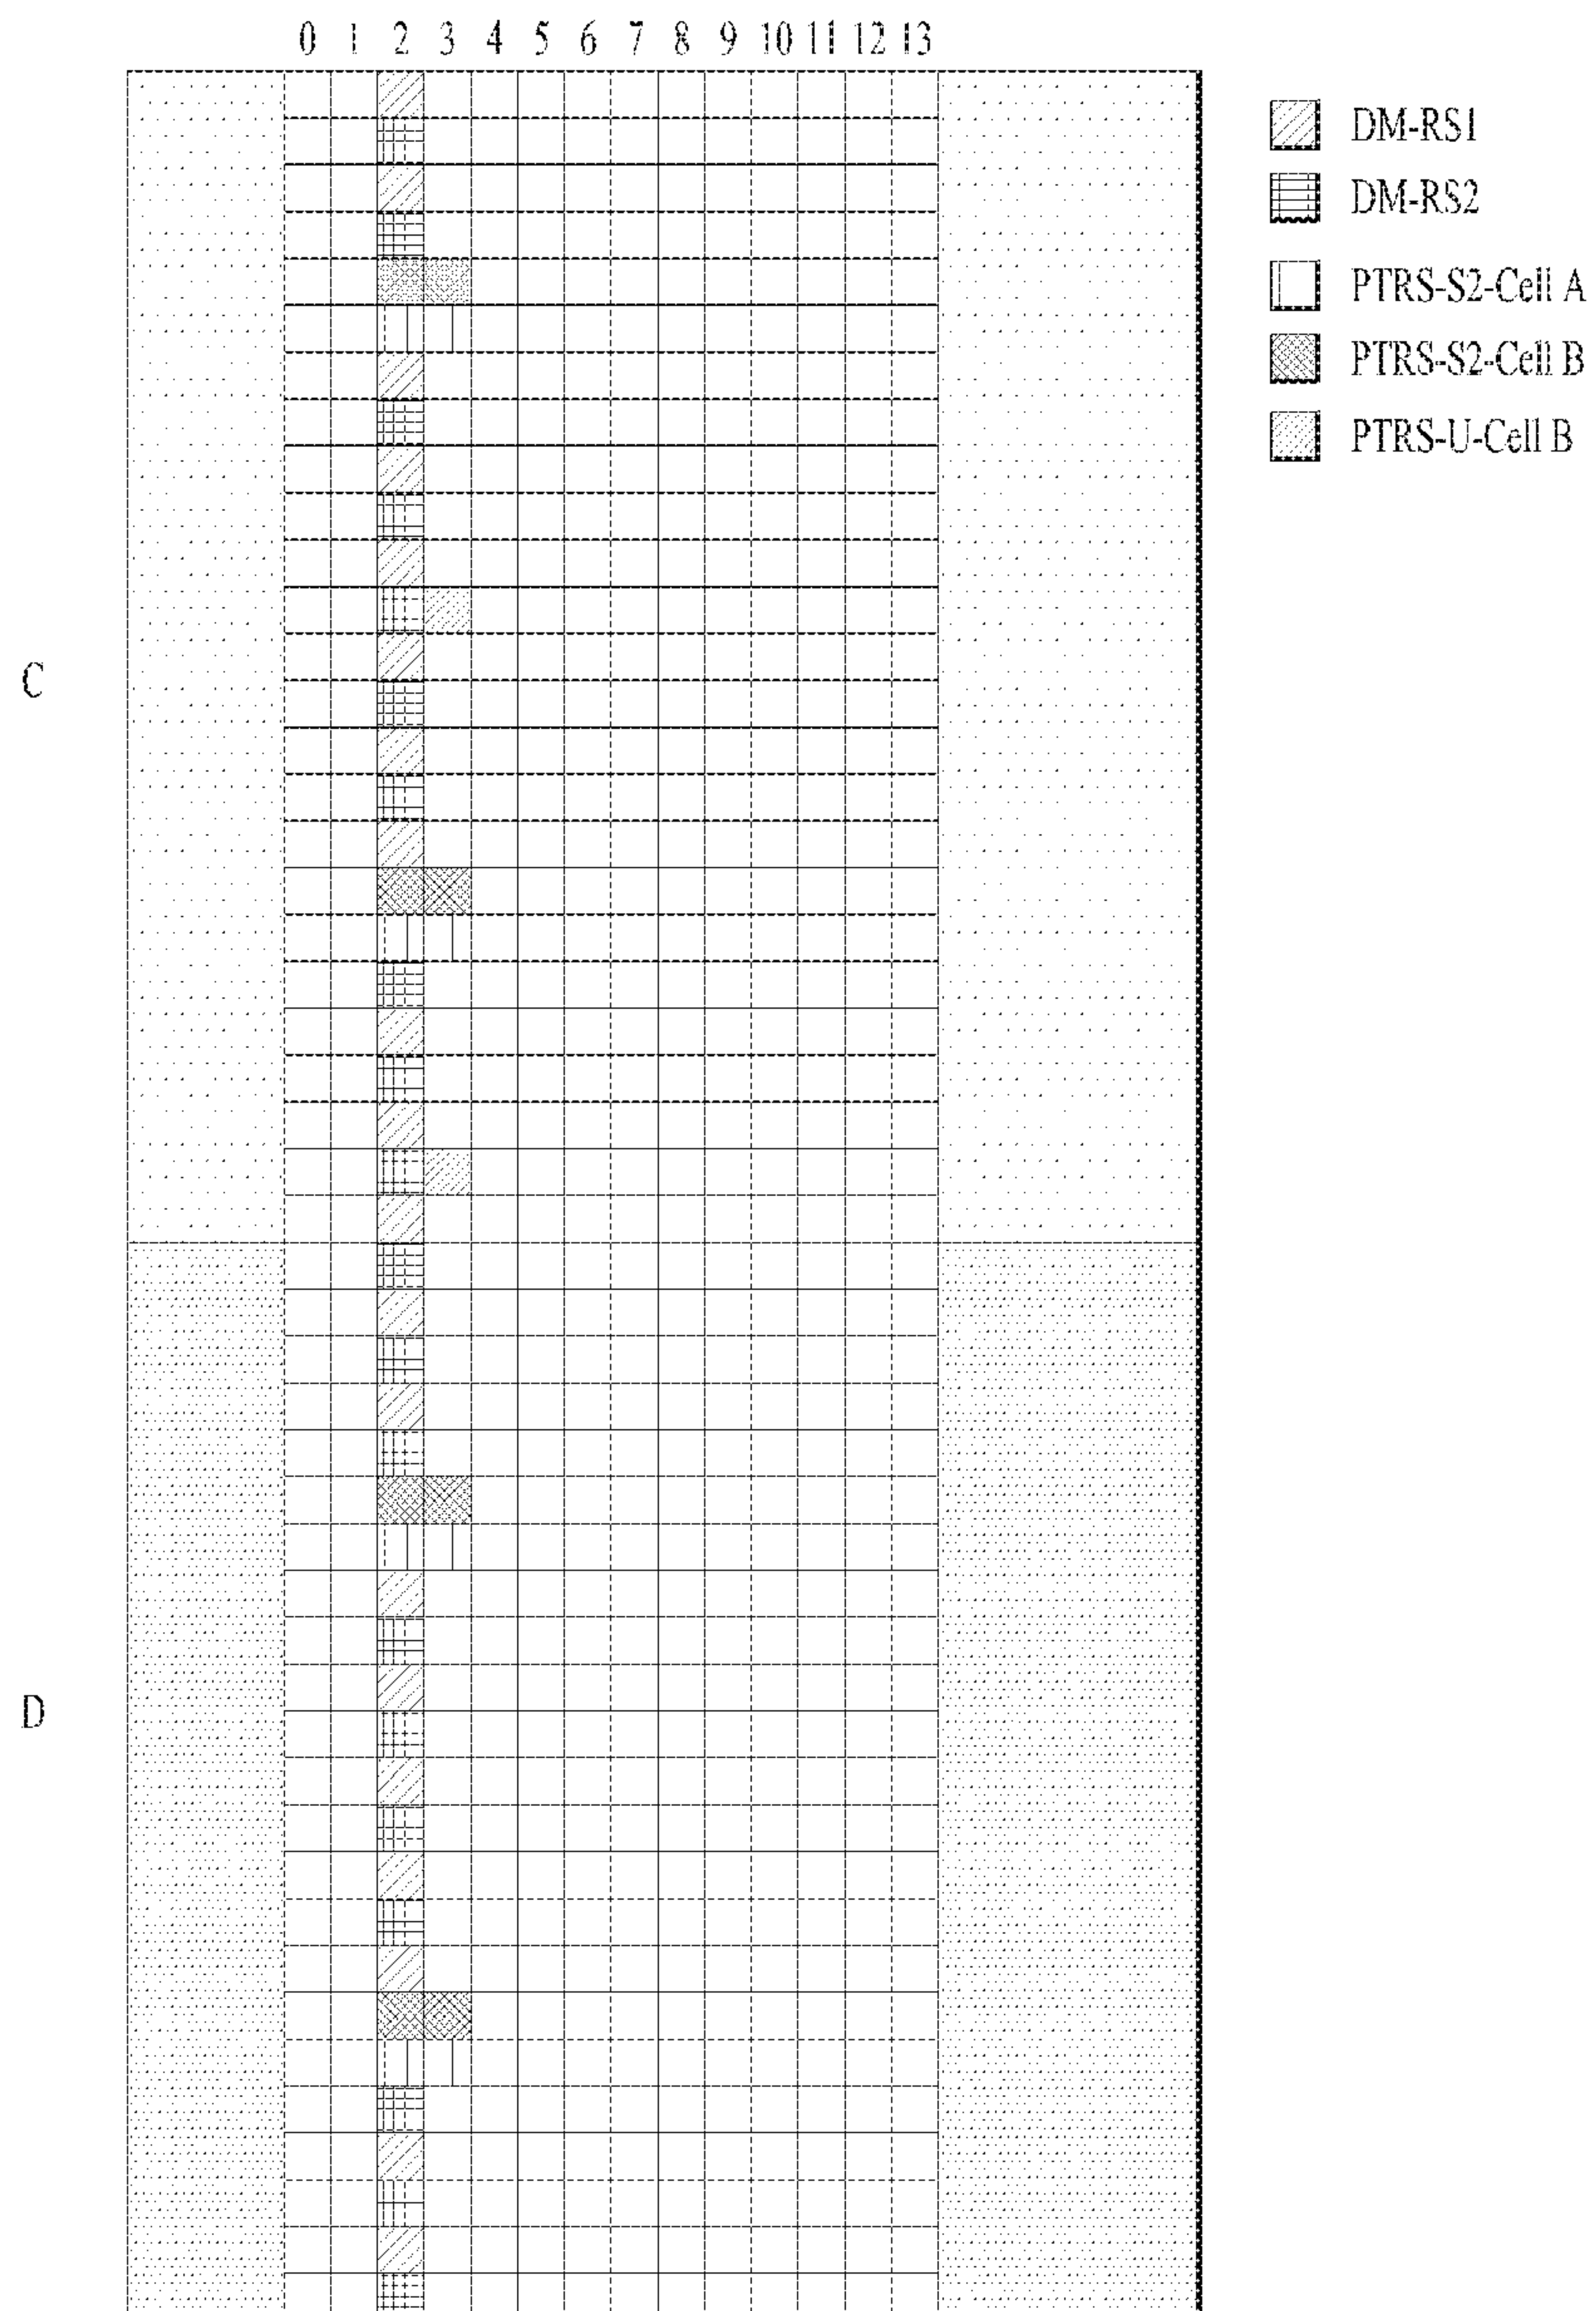 0 1 2 3 4 5 6 7 8 9 10 11 12 13
DM-RS1
DM-RS2
PTRS-S2-Cell A
PTRS-S2-Cell B
PTRS-U-Cell B
C
D